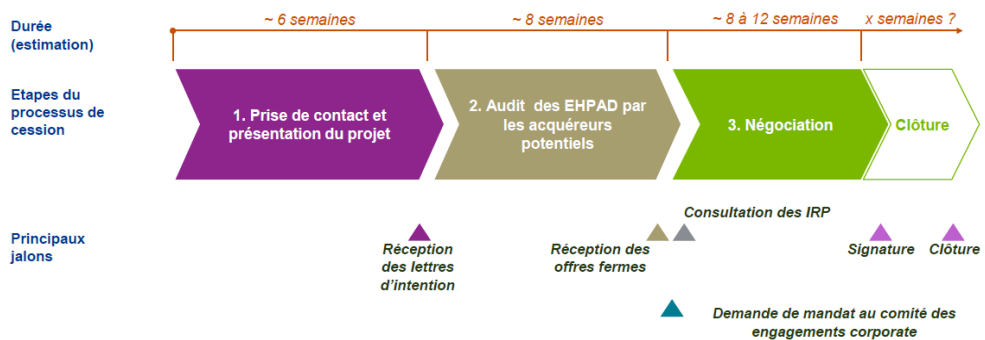 Durée
(estimation)
~ 6 semaines
~ 8 semaines
~ 8 à 12 semaines
x semaines ?
Etapes du
processus de
cession
1. Prise de contact et
présentation du projet
2. Audit des EHPAD par
les acquéreurs
potentiels
3. Négociation
Clôture
Principaux
jalons
Réception
des lettres
d'intention
Réception des
offres fermes
Consultation des IRP
Signature
Clôture
Demande de mandat au comité des
engagements corporate